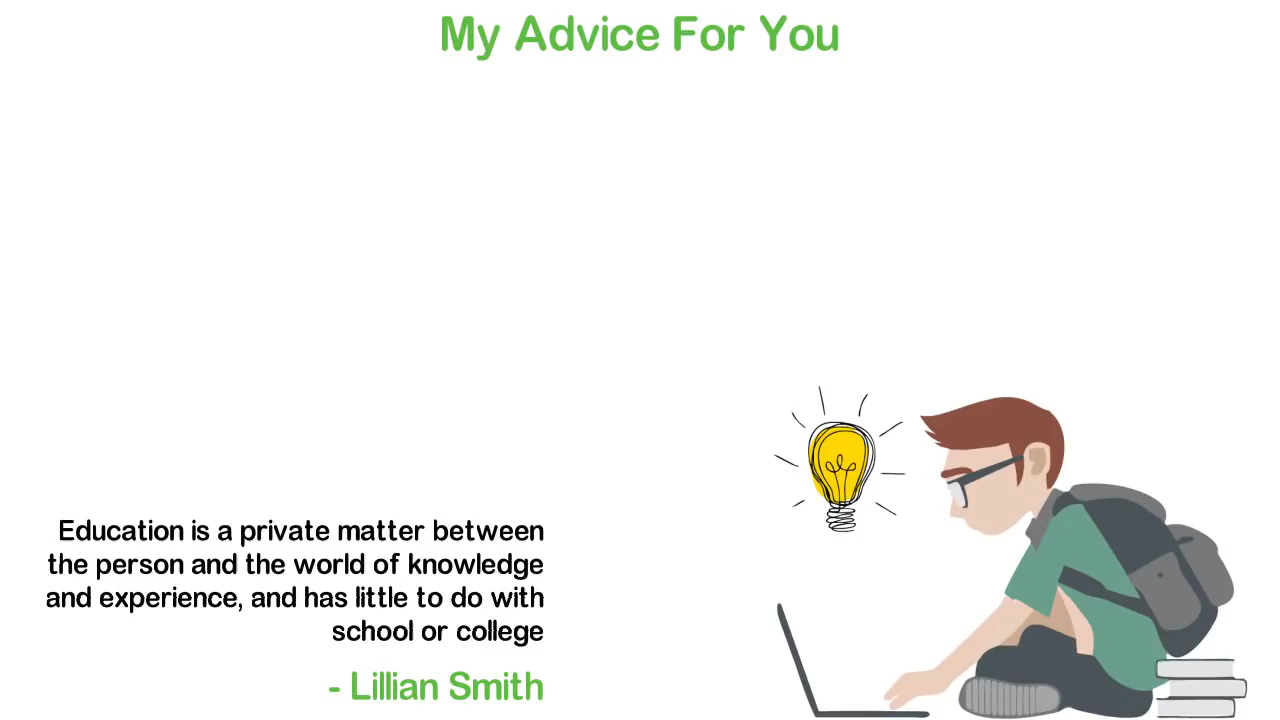 My Advice For You
Education is a private matter between
the person and the world of knowledge
and experience, and has little to do with
school or college
- Lillian Smith